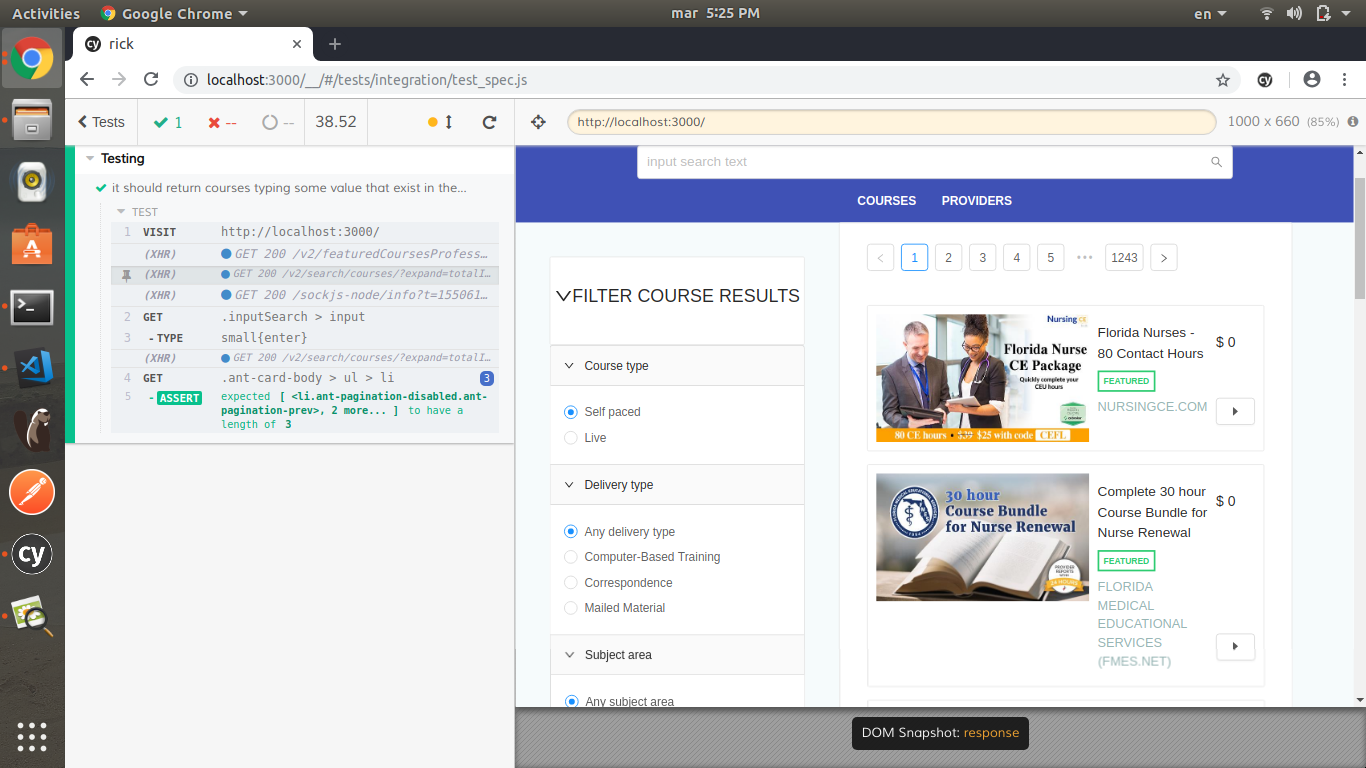 Activities
Google Chrome
mar 5:25 PM
en
rick
localhost:3000/__/#/tests/integration/test_spec.js
Tests
1
--
--
38.52
http://localhost:3000/
1000 x 660 (85%)
Testing
it should return courses typing some value that exist in the...
TEST
1 VISIT http://localhost:3000/
(XHR) GET 200 /v2/featuredCoursesProfess…
(XHR) GET 200 /v2/search/courses/?expand=totalI…
(XHR) GET 200 /sockjs-node/info?t=155061…
2 GET .inputSearch > input
3 - TYPE small{enter}
(XHR) GET 200 /v2/search/courses/?expand=totalI…
4 GET .ant-card-body > ul > li 3
5 - ASSERT expected [ <li.ant-pagination-disabled.ant-
pagination-prev>, 2 more... ] to have a
length of 3
input search text
COURSES PROVIDERS
< 1 2 3 4 5 ••• 1243 >
FILTER COURSE RESULTS
Course type
Self paced
Live
Delivery type
Any delivery type
Computer-Based Training
Correspondence
Mailed Material
Subject area
Any subject area
Nursing CE
Florida Nurse
CE Package
Quickly complete your
CEU hours
80 CE hours • $39 $25 with code CEFL
Florida Nurses -
80 Contact Hours
$ 0
FEATURED
NURSINGCE.COM
30 hour
Course Bundle
for Nurse Renewal
PROVIDER
REPORTS
24 HOURS
Complete 30 hour
Course Bundle for
Nurse Renewal
$ 0
FEATURED
FLORIDA
MEDICAL
EDUCATIONAL
SERVICES
(FMES.NET)
DOM Snapshot: response
cy